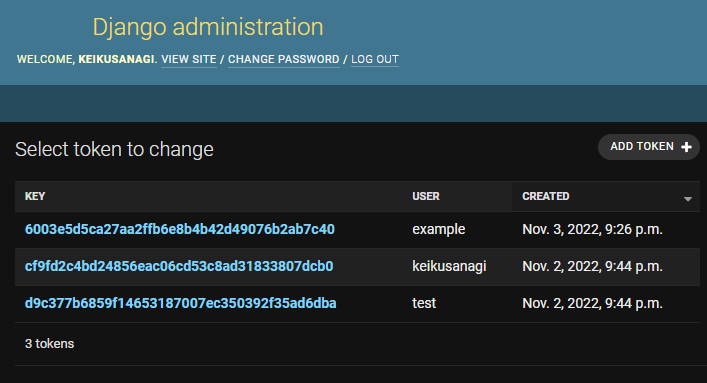 Django administration
WELCOME, KEIKUSANAGI. VIEW SITE / CHANGE PASSWORD / LOG OUT
Select token to change
ADD TOKEN +
KEY USER CREATED
6003e5d5ca27aa2ffb6e8b4b42d49076b2ab7c40 example Nov. 3, 2022, 9:26 p.m.
cf9fd2c4bd24856eac06cd53c8ad31833807dcb0 keikusanagi Nov. 2, 2022, 9:44 p.m.
d9c377b6859f14653187007ec350392f35ad6dba test Nov. 2, 2022, 9:44 p.m.
3 tokens